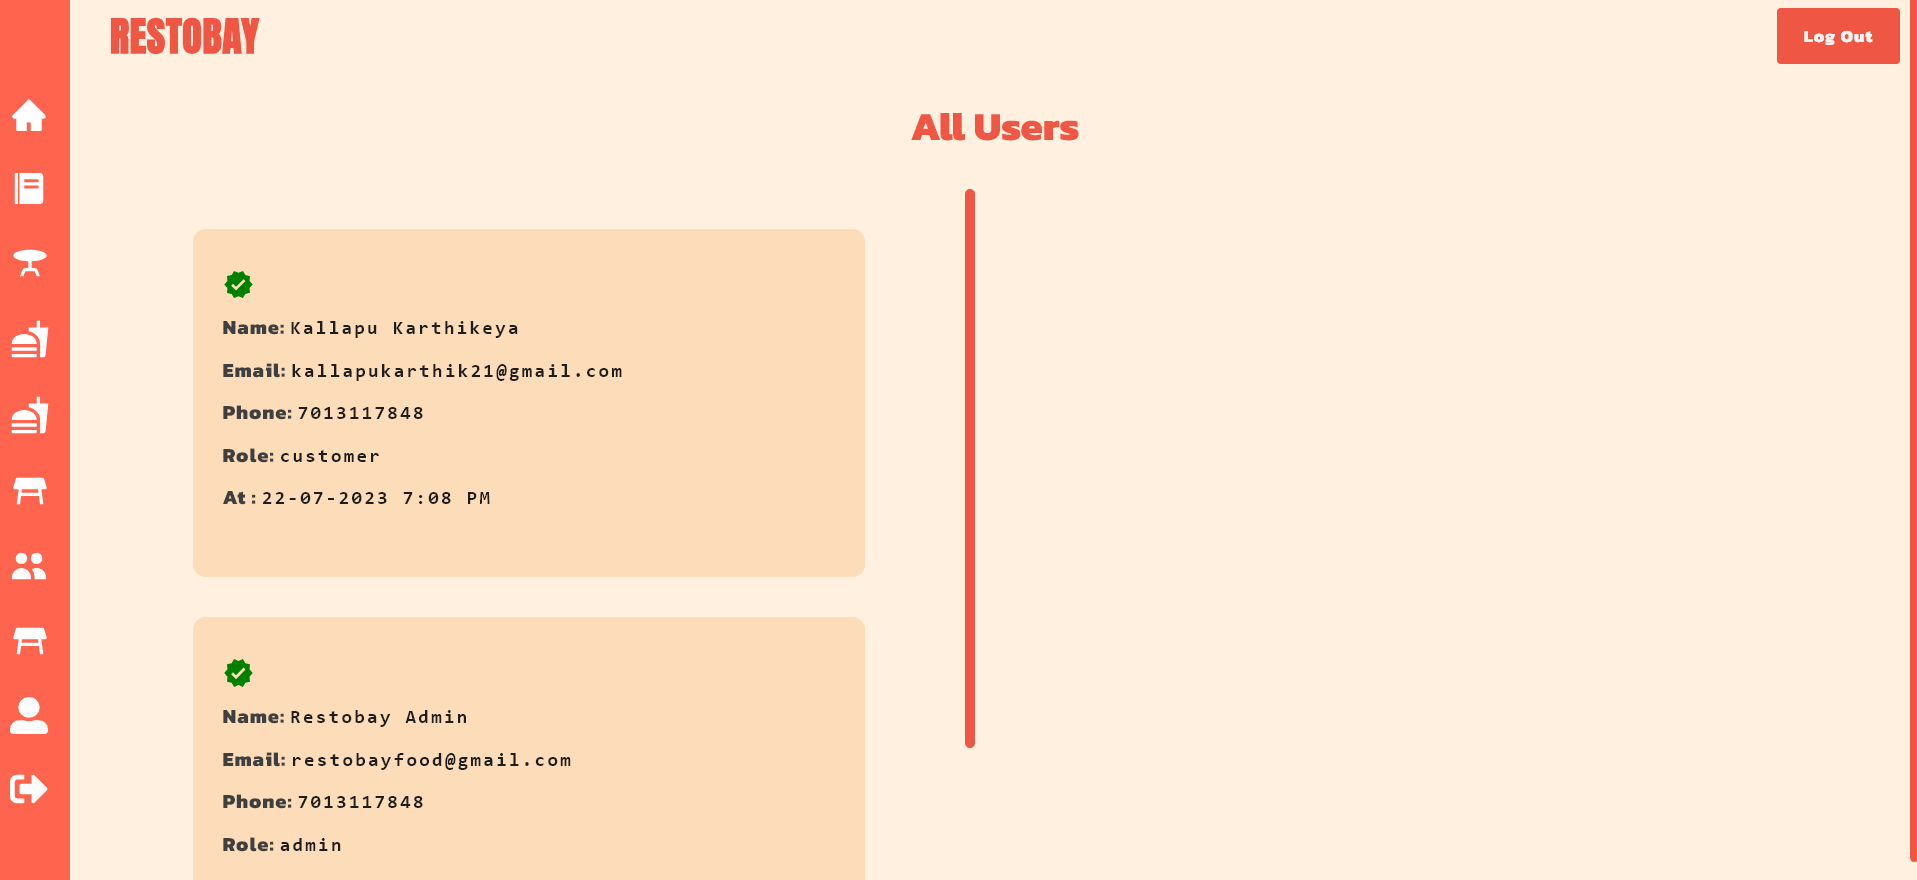 RESTOBAY
Log Out
All Users
Name: Kallapu Karthikeya
Email: kallapukarthik21@gmail.com
Phone: 7013117848
Role: customer
At : 22-07-2023 7:08 PM
Name: Restobay Admin
Email: restobayfood@gmail.com
Phone: 7013117848
Role: admin